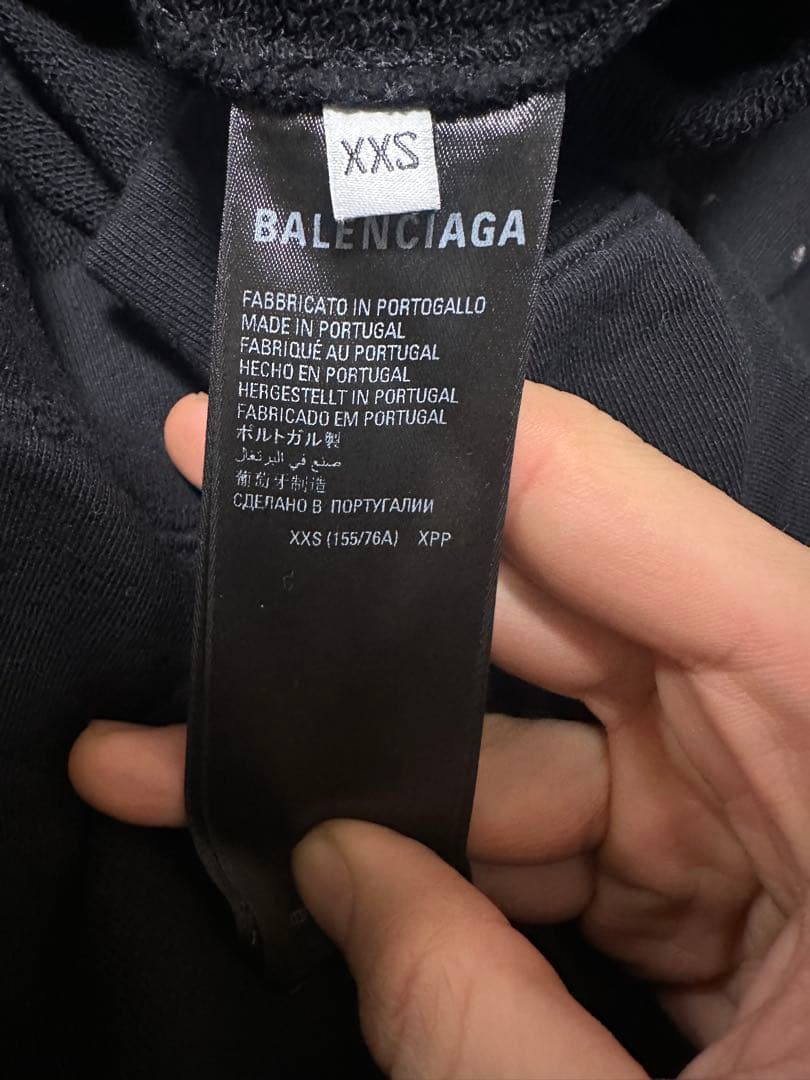 XXS
BALENCIAGA
FABBRICATO IN PORTOGALLO
MADE IN PORTUGAL
FABRIQUÉ AU PORTUGAL
HECHO EN PORTUGAL
HERGESTELLT IN PORTUGAL
FABRICADO EM PORTUGAL
ポルトガル製
صنع في البرتغال
葡萄牙制造
СДЕЛАНО В ПОРТУГАЛИИ
XXS (155/76A) XPP